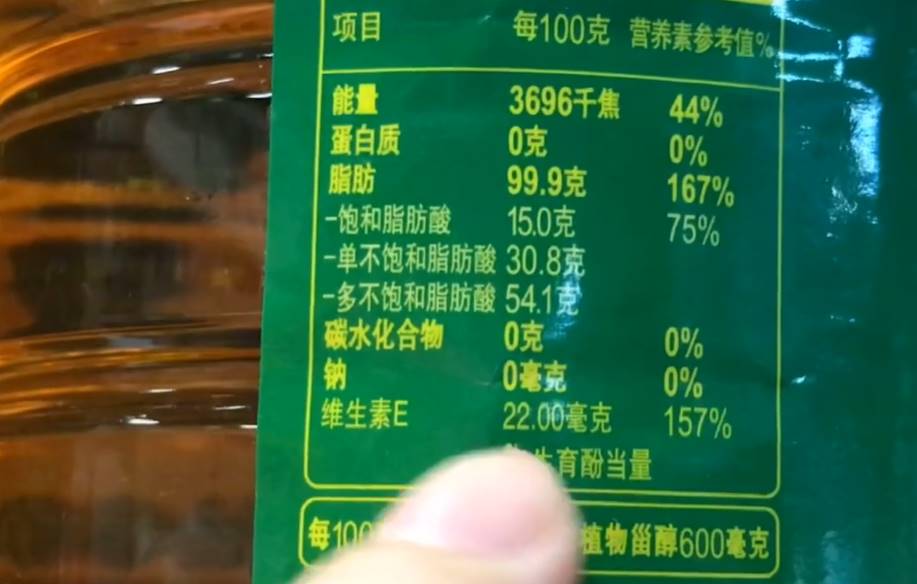 项目 每100克 营养素参考值%
能量 3696千焦 44%
蛋白质 0克 0%
脂肪 99.9克 167%
-饱和脂肪酸 15.0克 75%
-单不饱和脂肪酸 30.8克
-多不饱和脂肪酸 54.1克
碳水化合物 0克 0%
钠 0毫克 0%
维生素E 22.00毫克 157%
生育酚当量
每100 植物甾醇600毫克